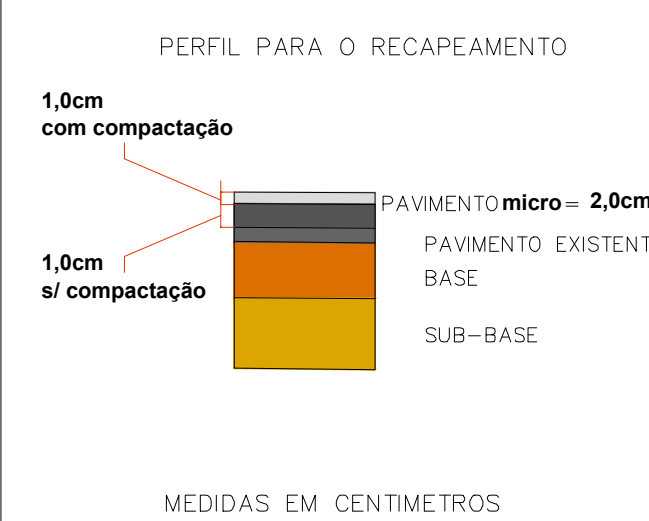 PERFIL PARA O RECAPEAMENTO
1,0cm
com compactação
PAVIMENTO micro = 2,0cm
PAVIMENTO EXISTENT
1,0cm
s/ compactação
BASE
SUB-BASE
MEDIDAS EM CENTIMETROS